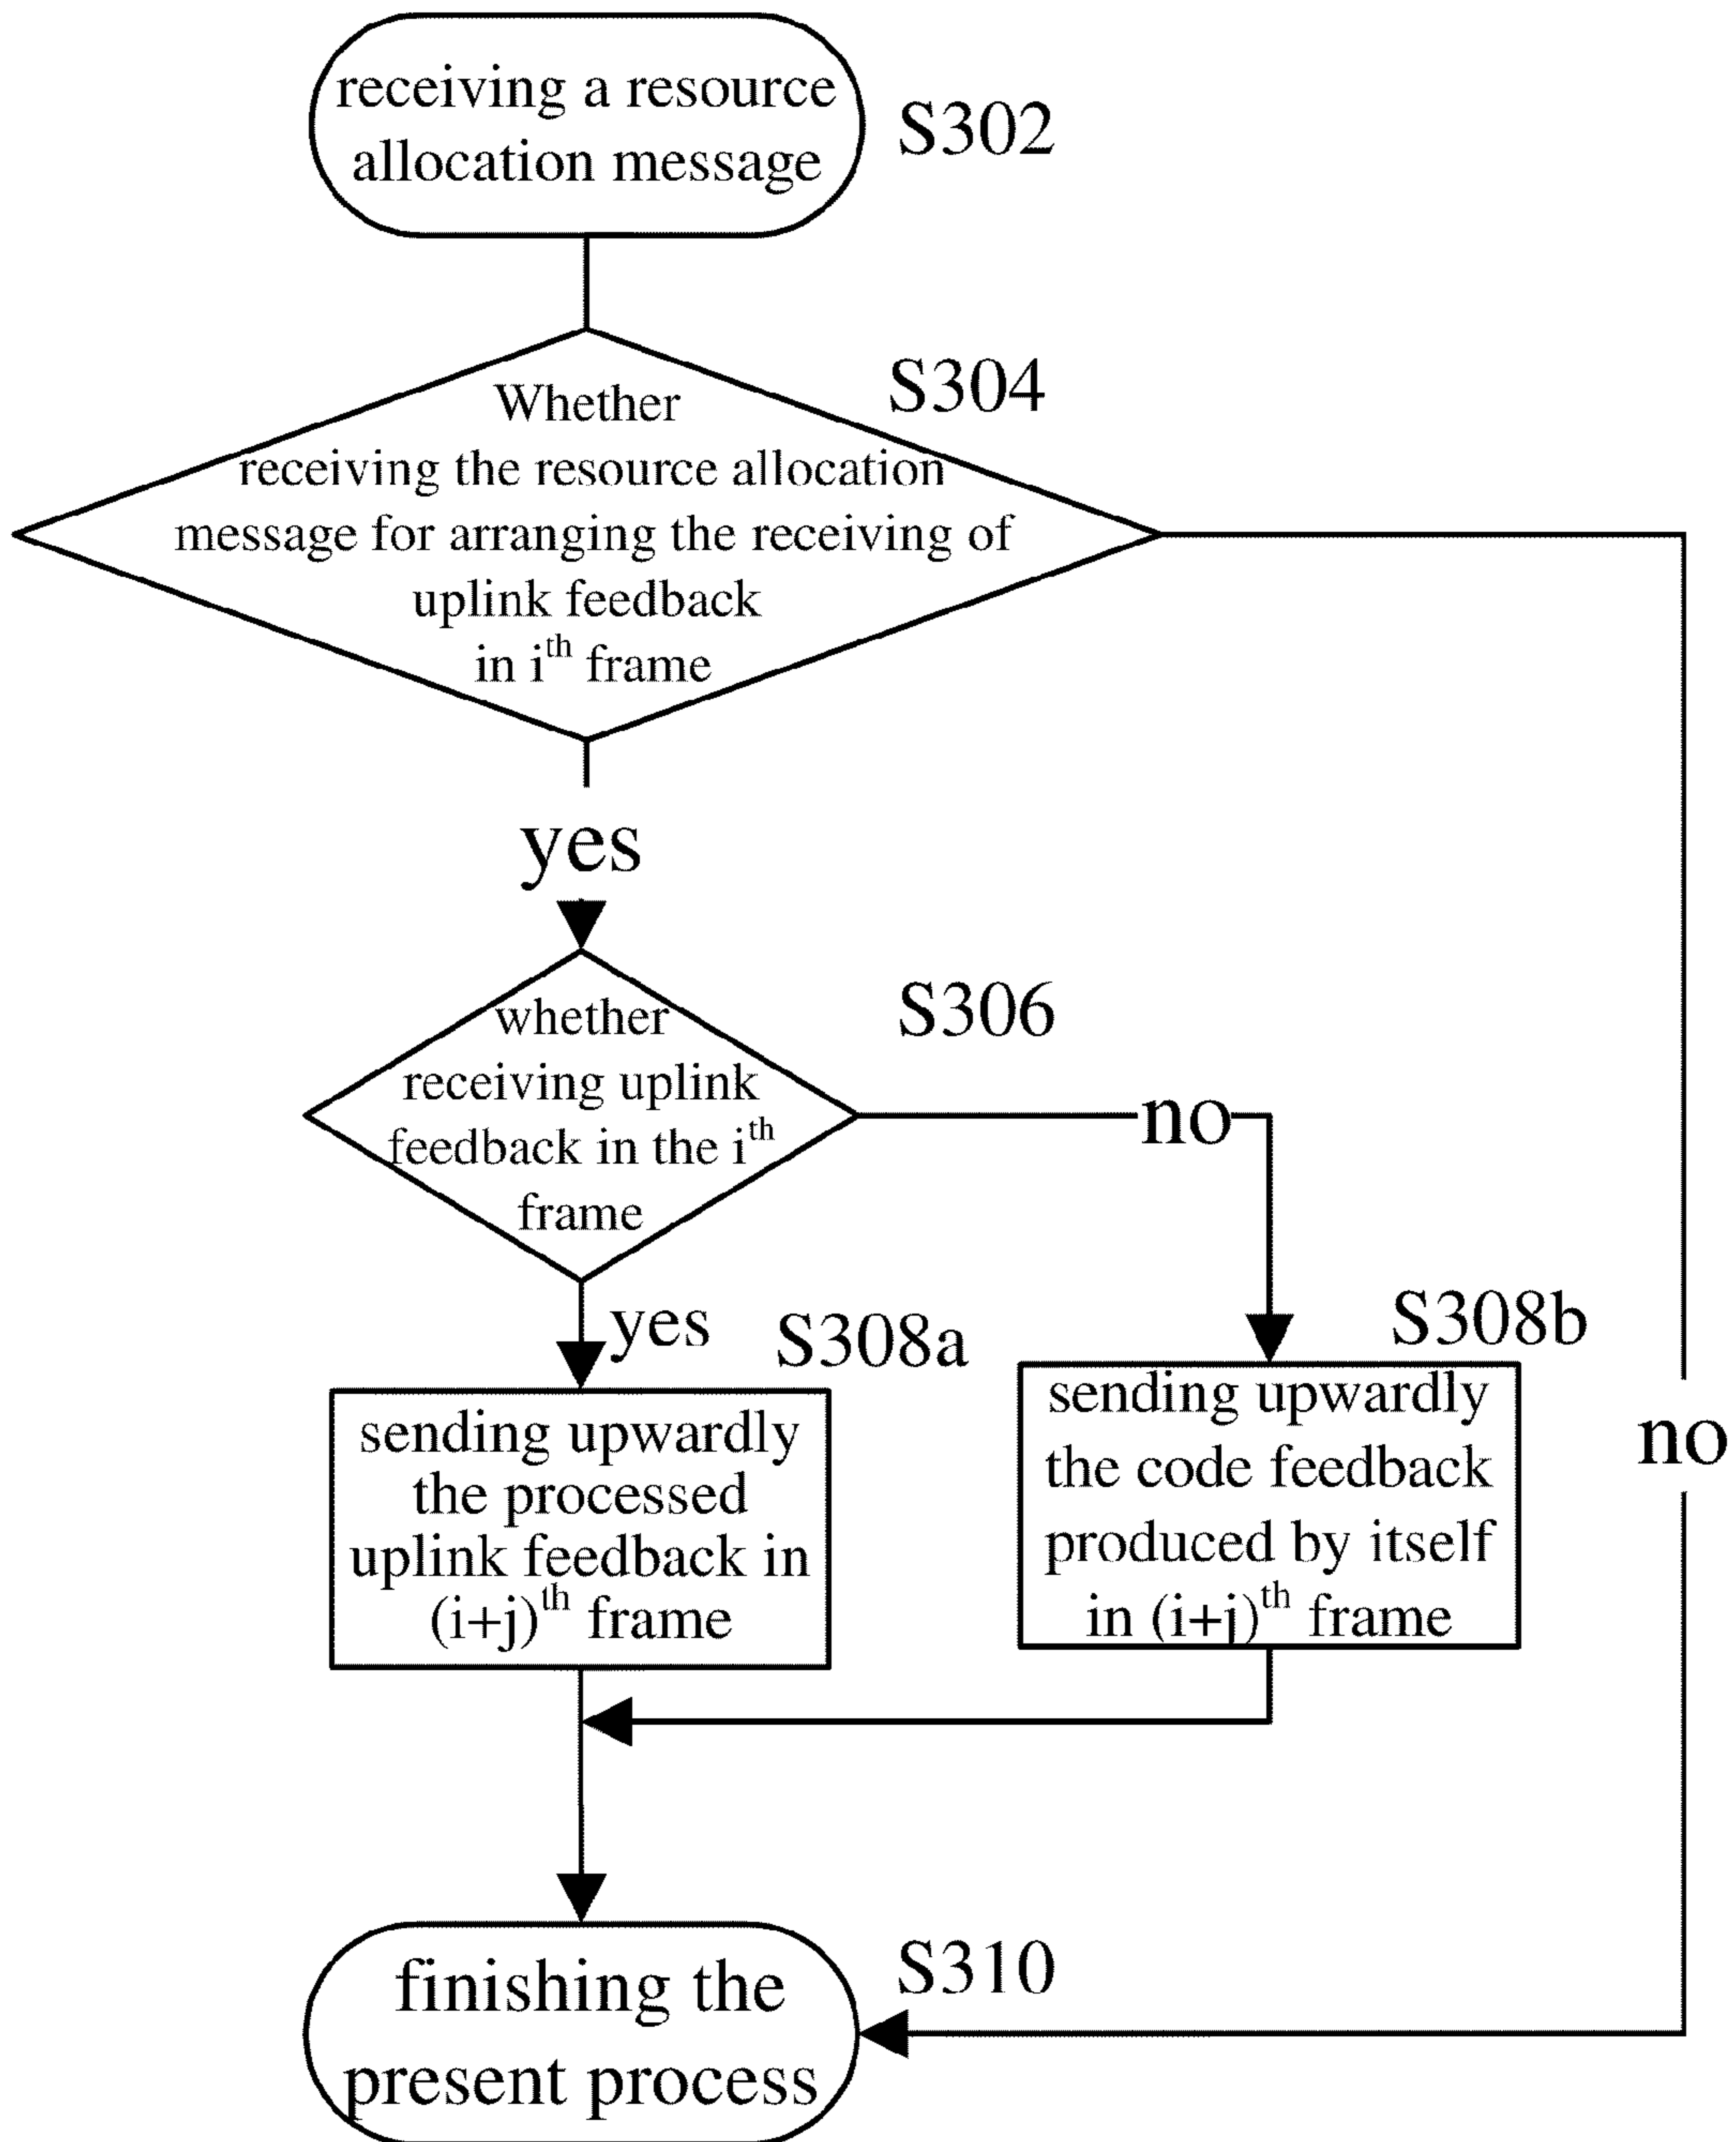 receiving a resource
allocation message
S302
S304
Whether
receiving the resource allocation
message for arranging the receiving of
uplink feedback
in i^th frame
yes
S306
whether
receiving uplink
feedback in the i^th
frame
no
yes
S308a
S308b
sending upwardly
the processed
uplink feedback in
(i+j)^th frame
sending upwardly
the code feedback
produced by itself
in (i+j)^th frame
no
S310
finishing the
present process